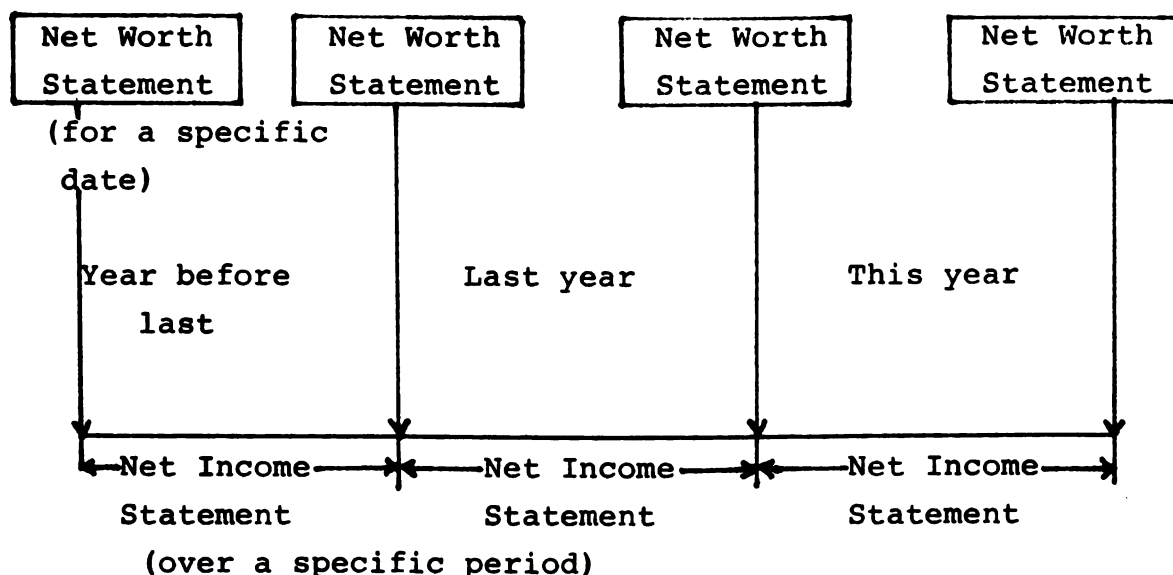 Net Worth Net Worth Net Worth Net Worth
Statement Statement Statement Statement
(for a specific
date)
Year before Last year This year
last
Net Income Net Income Net Income
Statement Statement Statement
(over a specific period)